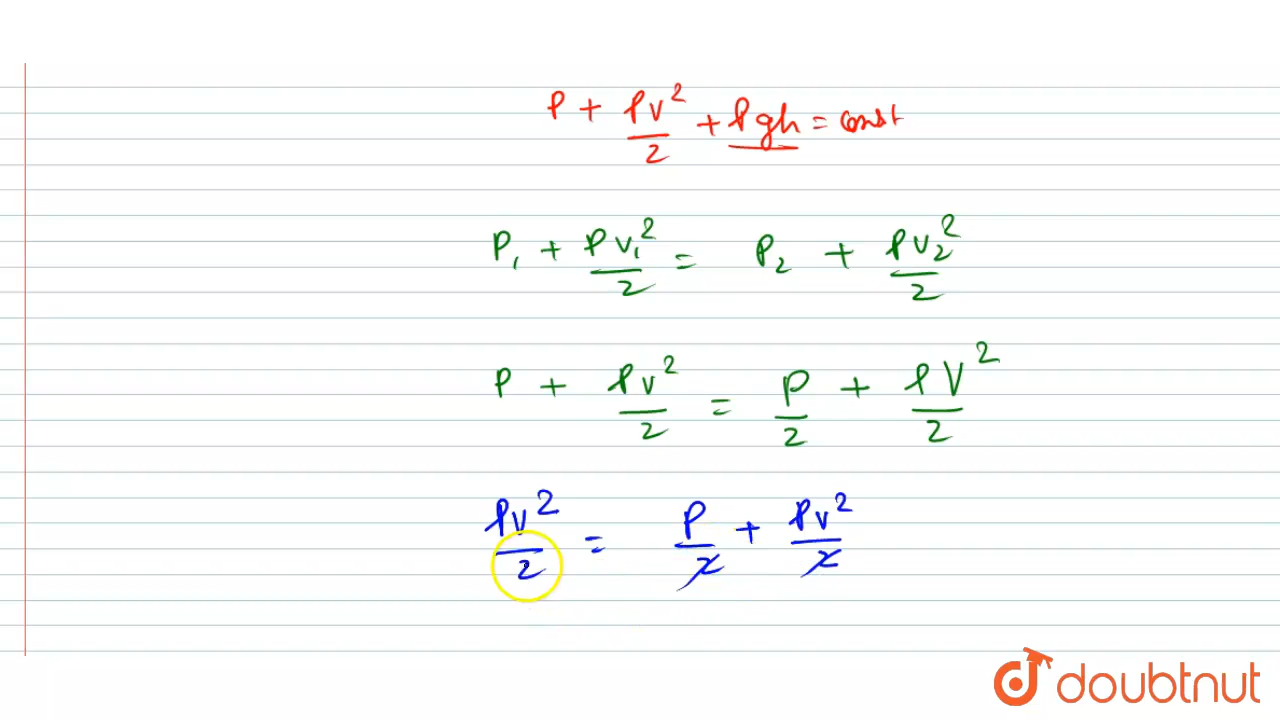 P + ρv²/2 + ρgh = const
P₁ + ρv₁²/2 = P₂ + ρv₂²/2
P + ρv²/2 = P/2 + ρV²/2
ρv²/2 = P/2 + ρv²/2
doubtnut